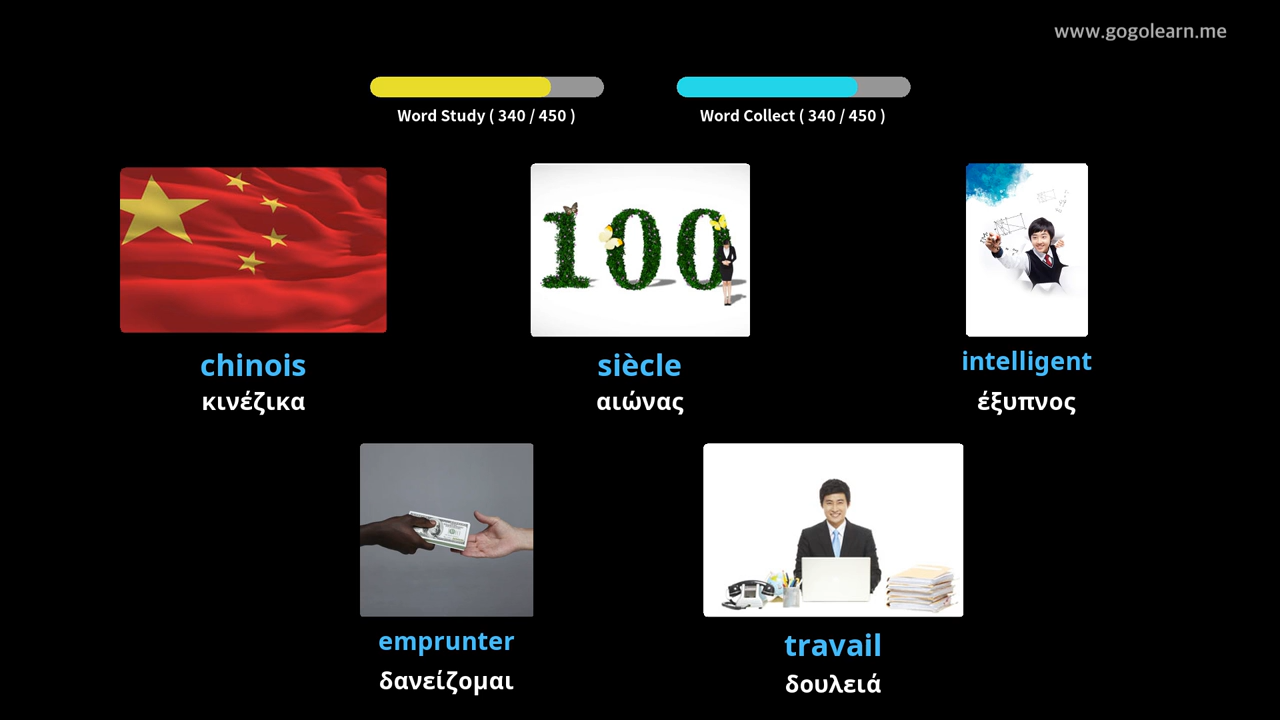 www.gogolearn.me
Word Study ( 340 / 450 )
Word Collect ( 340 / 450 )
100
chinois
κινέζικα
siècle
αιώνας
intelligent
έξυπνος
emprunter
δανείζομαι
travail
δουλειά